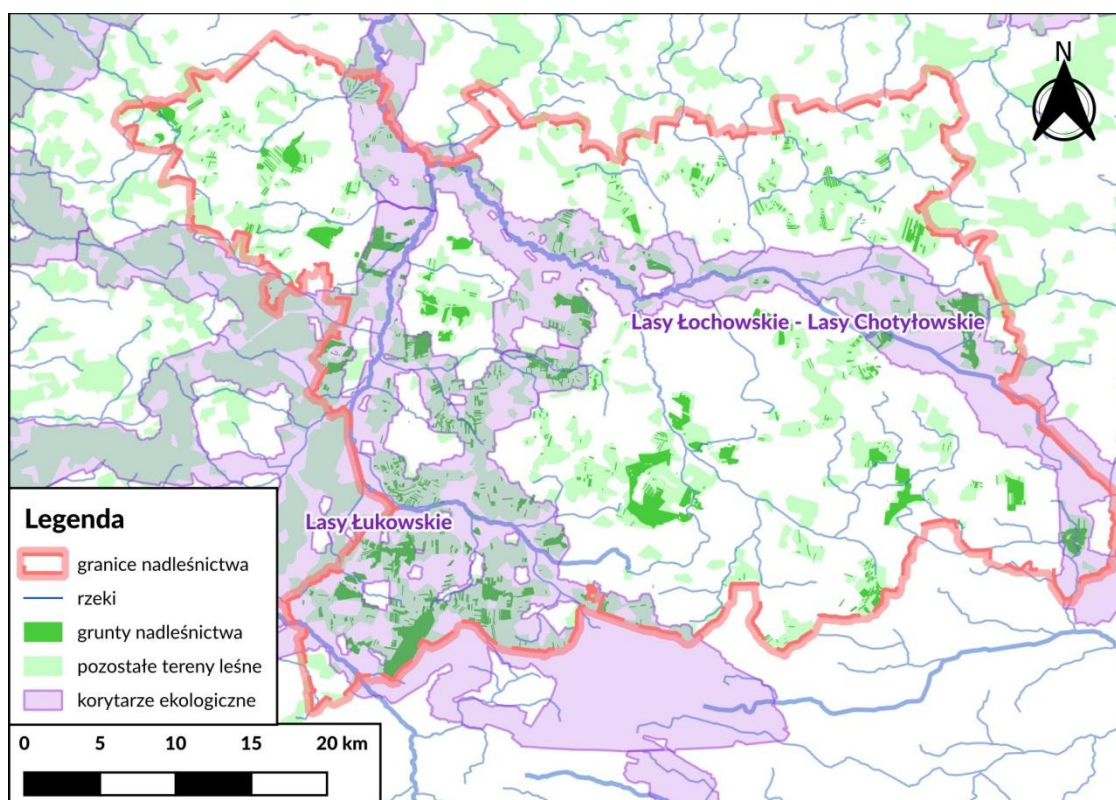 N
Lasy Łochowskie - Lasy Chotyłowskie
Lasy Łukowskie
Legenda
granice nadleśnictwa
rzeki
grunty nadleśnictwa
pozostałe tereny leśne
korytarze ekologiczne
0 5 10 15 20 km